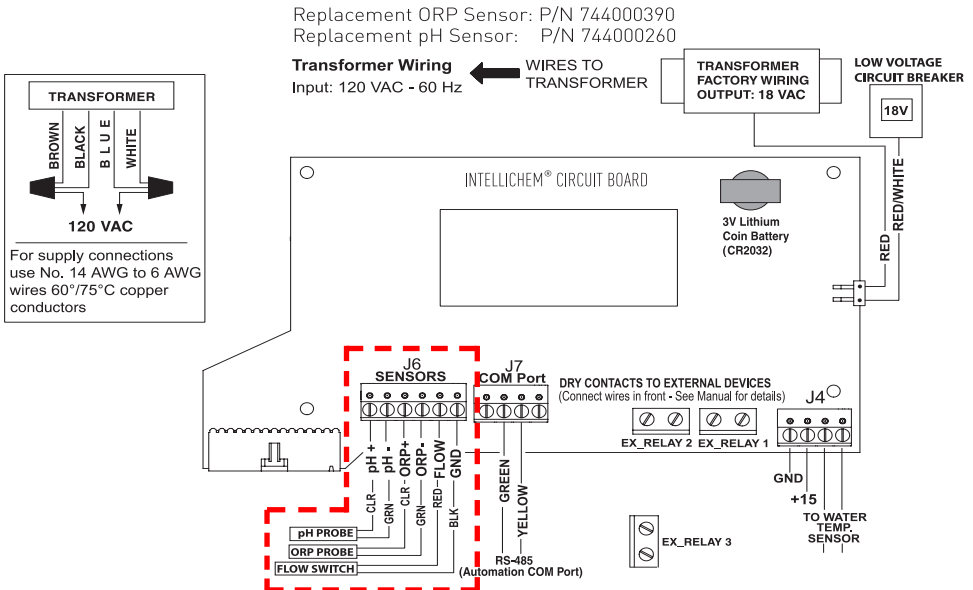 Replacement ORP Sensor: P/N 744000390
Replacement pH Sensor: P/N 744000260
Transformer Wiring
Input: 120 VAC - 60 Hz
WIRES TO
TRANSFORMER
TRANSFORMER
FACTORY WIRING
OUTPUT: 18 VAC
LOW VOLTAGE
CIRCUIT BREAKER
18V
TRANSFORMER
BROWN
BLACK
BLUE
WHITE
120 VAC
For supply connections
use No. 14 AWG to 6 AWG
wires 60°/75°C copper
conductors
INTELLICHEM® CIRCUIT BOARD
3V Lithium
Coin Battery
(CR2032)
RED
RED/WHITE
J6
SENSORS
J7
COM Port
DRY CONTACTS TO EXTERNAL DEVICES
(Connect wires in front - See Manual for details)
EX_RELAY 2
EX_RELAY 1
J4
pH +
pH -
ORP+
ORP-
FLOW
GND
CLR
GRN
CLR
GRN
RED
BLK
pH PROBE
ORP PROBE
FLOW SWITCH
GREEN
YELLOW
RS-485
(Automation COM Port)
EX_RELAY 3
GND
+15
TO WATER
TEMP.
SENSOR